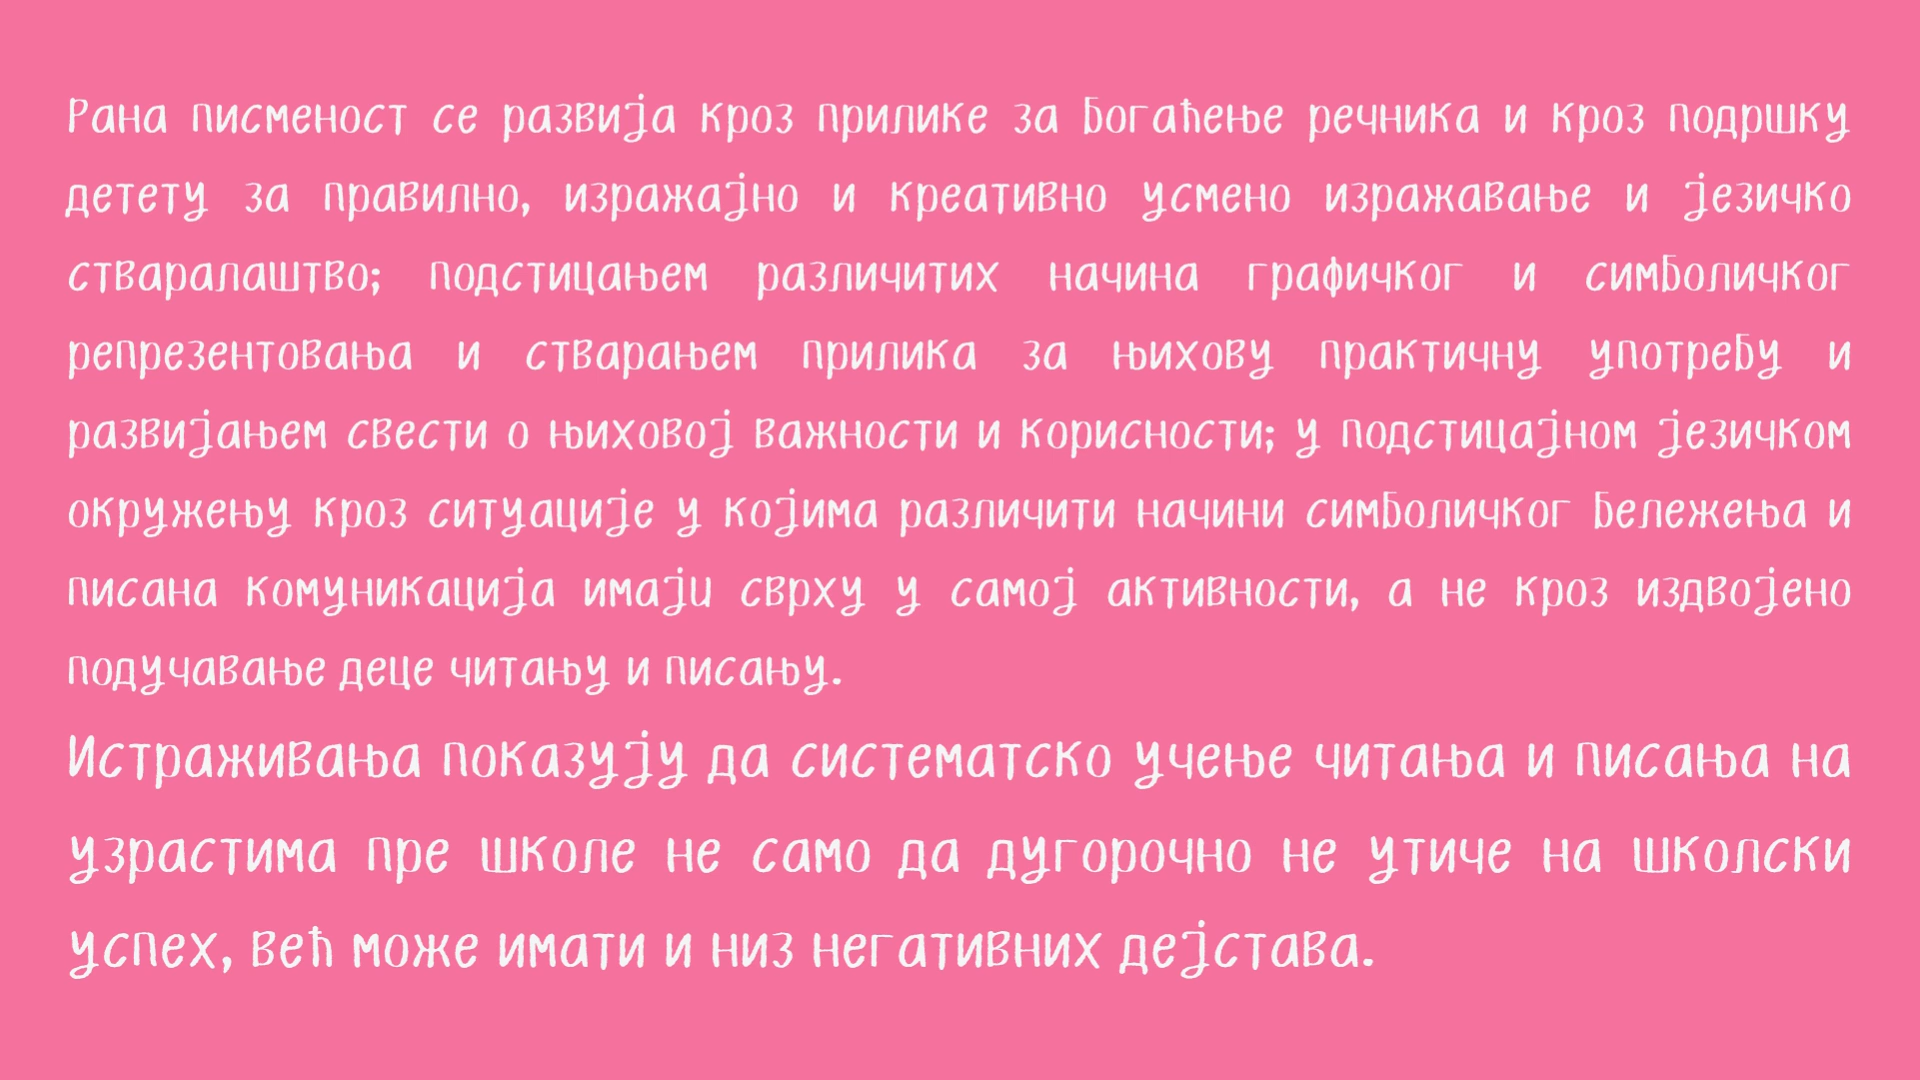 Рана писменост се развија кроз прилике за богаћење речника и кроз подршку
детету за правилно, изражајно и креативно усмено изражавање и језичко
стваралаштво; подстицањем различитих начина графичког и симболичког
репрезентовања и стварањем прилика за њихову практичну употребу и
развијањем свести о њиховој важности и корисности; у подстицајном језичком
окружењу кроз ситуације у којима различити начини симболичког бележења и
писана комуникација имају сврху у самој активности, а не кроз издвојено
подучавање деце читању и писању.
Истраживања показују да систематско учење читања и писања на
узрастима пре школе не само да дугорочно не утиче на школски
успех, већ може имати и низ негативних дејстава.